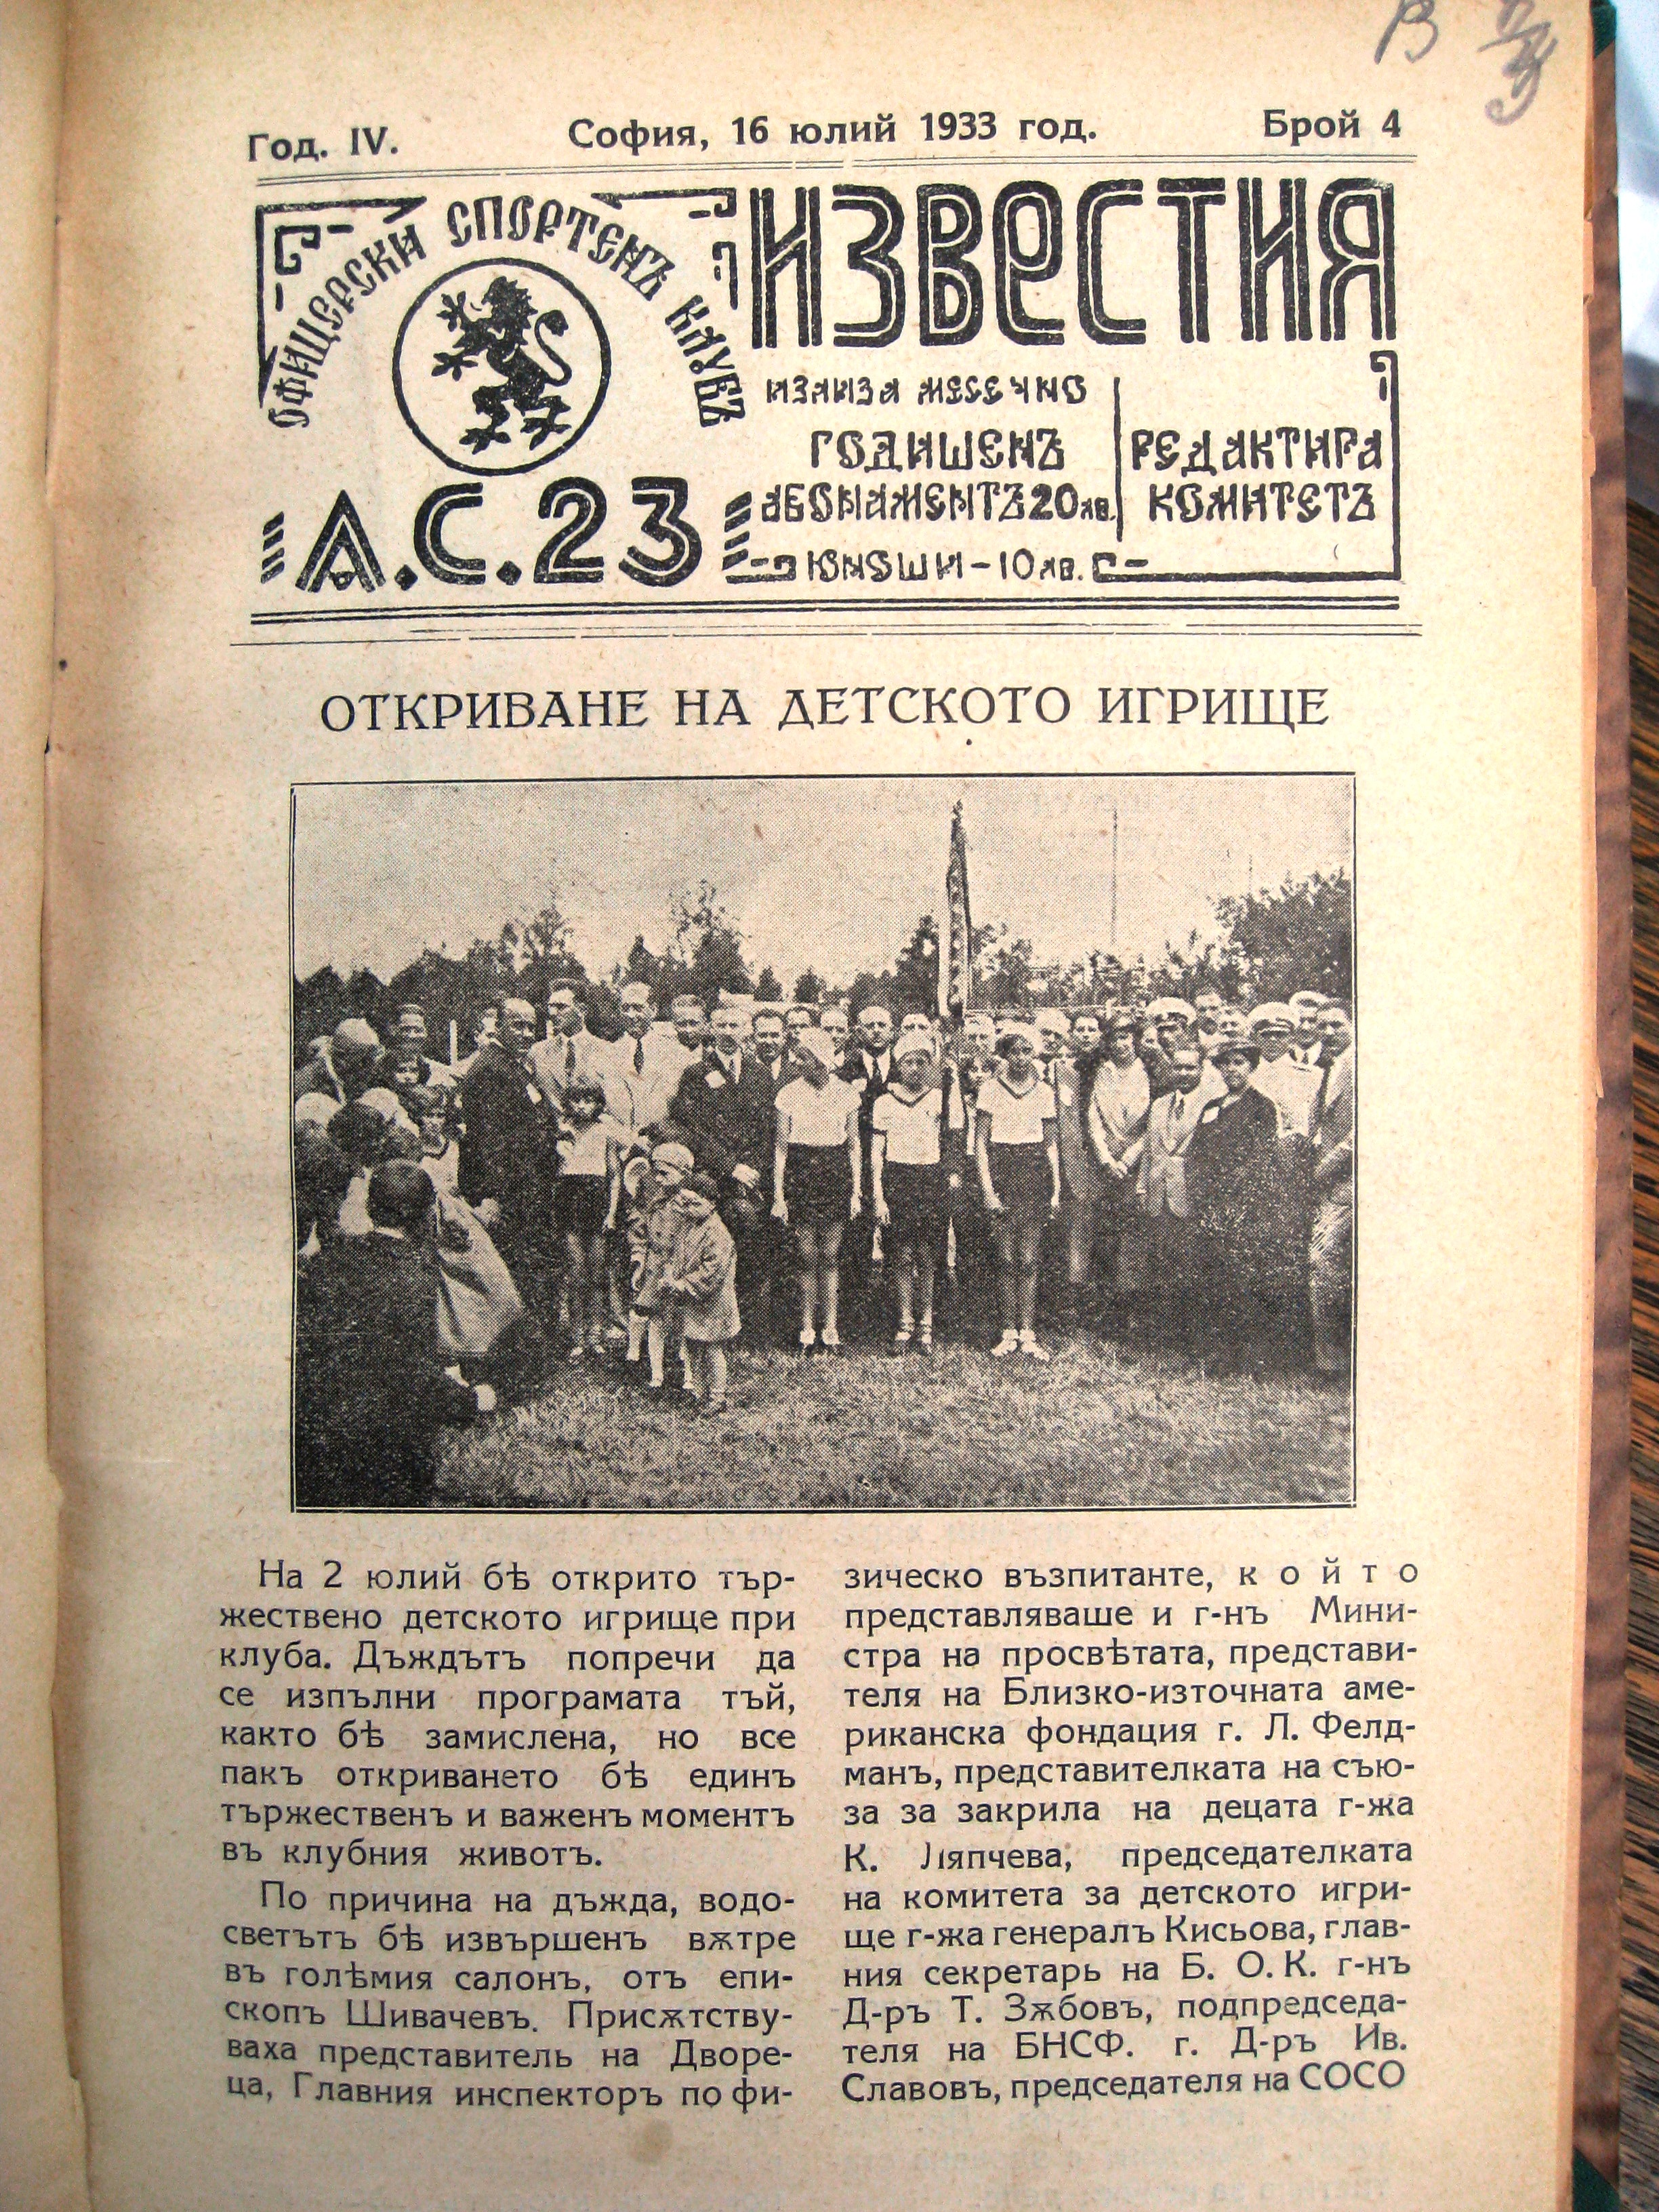 Год. IV.
София, 16 юлий 1933 год.
Брой 4
ОФИЦЕРСКИ СПОРТЕНЪ КЛУБЪ
А.С.23
ИЗВЕСТИЯ
ИЗЛИЗА МЕСЕЧНО
ГОДИШЕНЪ
АБОНАМЕНТЪ 20 лв.
ЮНОШИ – 10 лв.
РЕДАКТИРА
КОМИТЕТЪ
ОТКРИВАНЕ НА ДЕТСКОТО ИГРИЩЕ
На 2 юлий бѣ открито тър-
жествено детското игрище при
клуба. Дъждътъ попречи да
се изпълни програмата тъй,
както бѣ замислена, но все
пакъ откриването бѣ единъ
тържественъ и важенъ моментъ
въ клубния животъ.
По причина на дъжда, водо-
светътъ бѣ извършенъ вѫтре
въ голѣмия салонъ, отъ епи-
скопъ Шивачевъ. Присѫтству-
ваха представитель на Дворе-
ца, Главния инспекторъ по фи-
зическо възпитанте, който
представляваше и г-нъ Мини-
стра на просвѣтата, представи-
теля на Близко-източната аме-
риканска фондация г. Л. Фелд-
манъ, представителката на съю-
за за закрила на децата г-жа
К. Ляпчева, председателката
на комитета за детското игри-
ще г-жа генералъ Кисьова, глав-
ния секретарь на Б. О. К. г-нъ
Д-ръ Т. Зѫбовъ, подпредседа-
теля на БНСФ. г. Д-ръ Ив.
Славовъ, председателя на СОСО